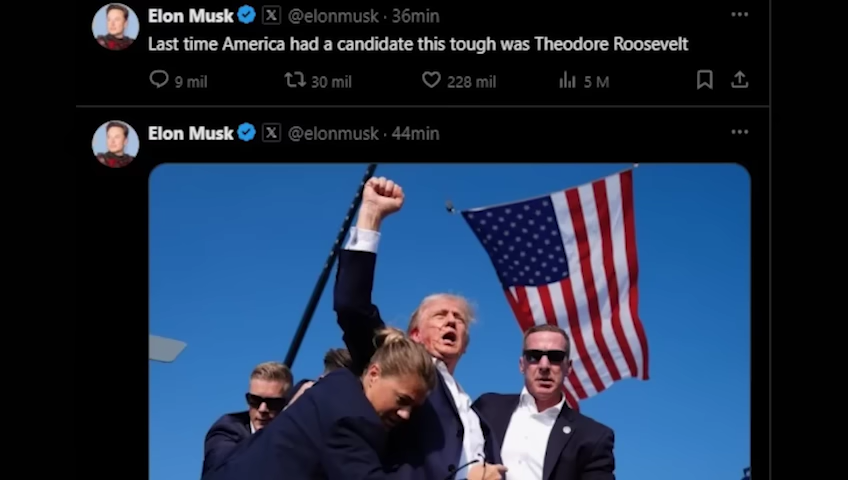 Elon Musk @elonmusk · 36min
Last time America had a candidate this tough was Theodore Roosevelt
9 mil 30 mil 228 mil 5 M
Elon Musk @elonmusk · 44min